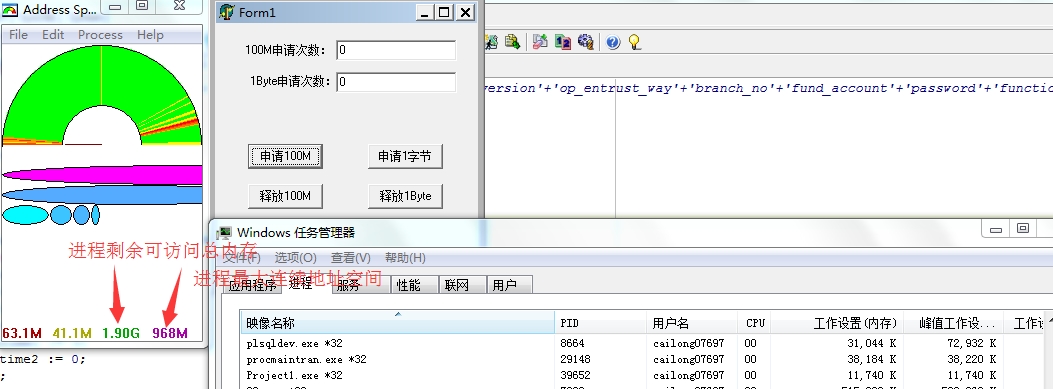 Address Sp...
File Edit Process Help
63.1M 41.1M 1.90G 968M
进程剩余可访问总内存
进程最大连续地址空间
time2 := 0;
;
Form1
100M申请次数: 0
1Byte申请次数: 0
申请100M 申请1字节
释放100M 释放1Byte
version'+'op_entrust_way'+'branch_no'+'fund_account'+'password'+'functio
Windows 任务管理器
文件(F) 选项(O) 查看(V) 帮助(H)
应用程序 进程 服务 性能 联网 用户
映像名称 PID 用户名 CPU 工作设置(内存) 峰值工作设... 工作讠
plsqldev.exe *32 8664 cailong07697 00 31,044 K 72,932 K
procmaintran.exe *32 29148 cailong07697 00 38,184 K 38,220 K
Project1.exe *32 39652 cailong07697 00 11,740 K 11,740 K